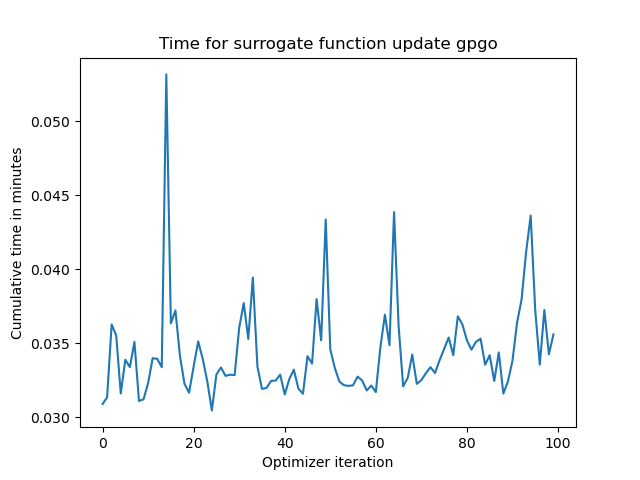 Time for surrogate function update gpgo
Cumulative time in minutes
0.050
0.045
0.040
0.035
0.030
0 20 40 60 80 100
Optimizer iteration